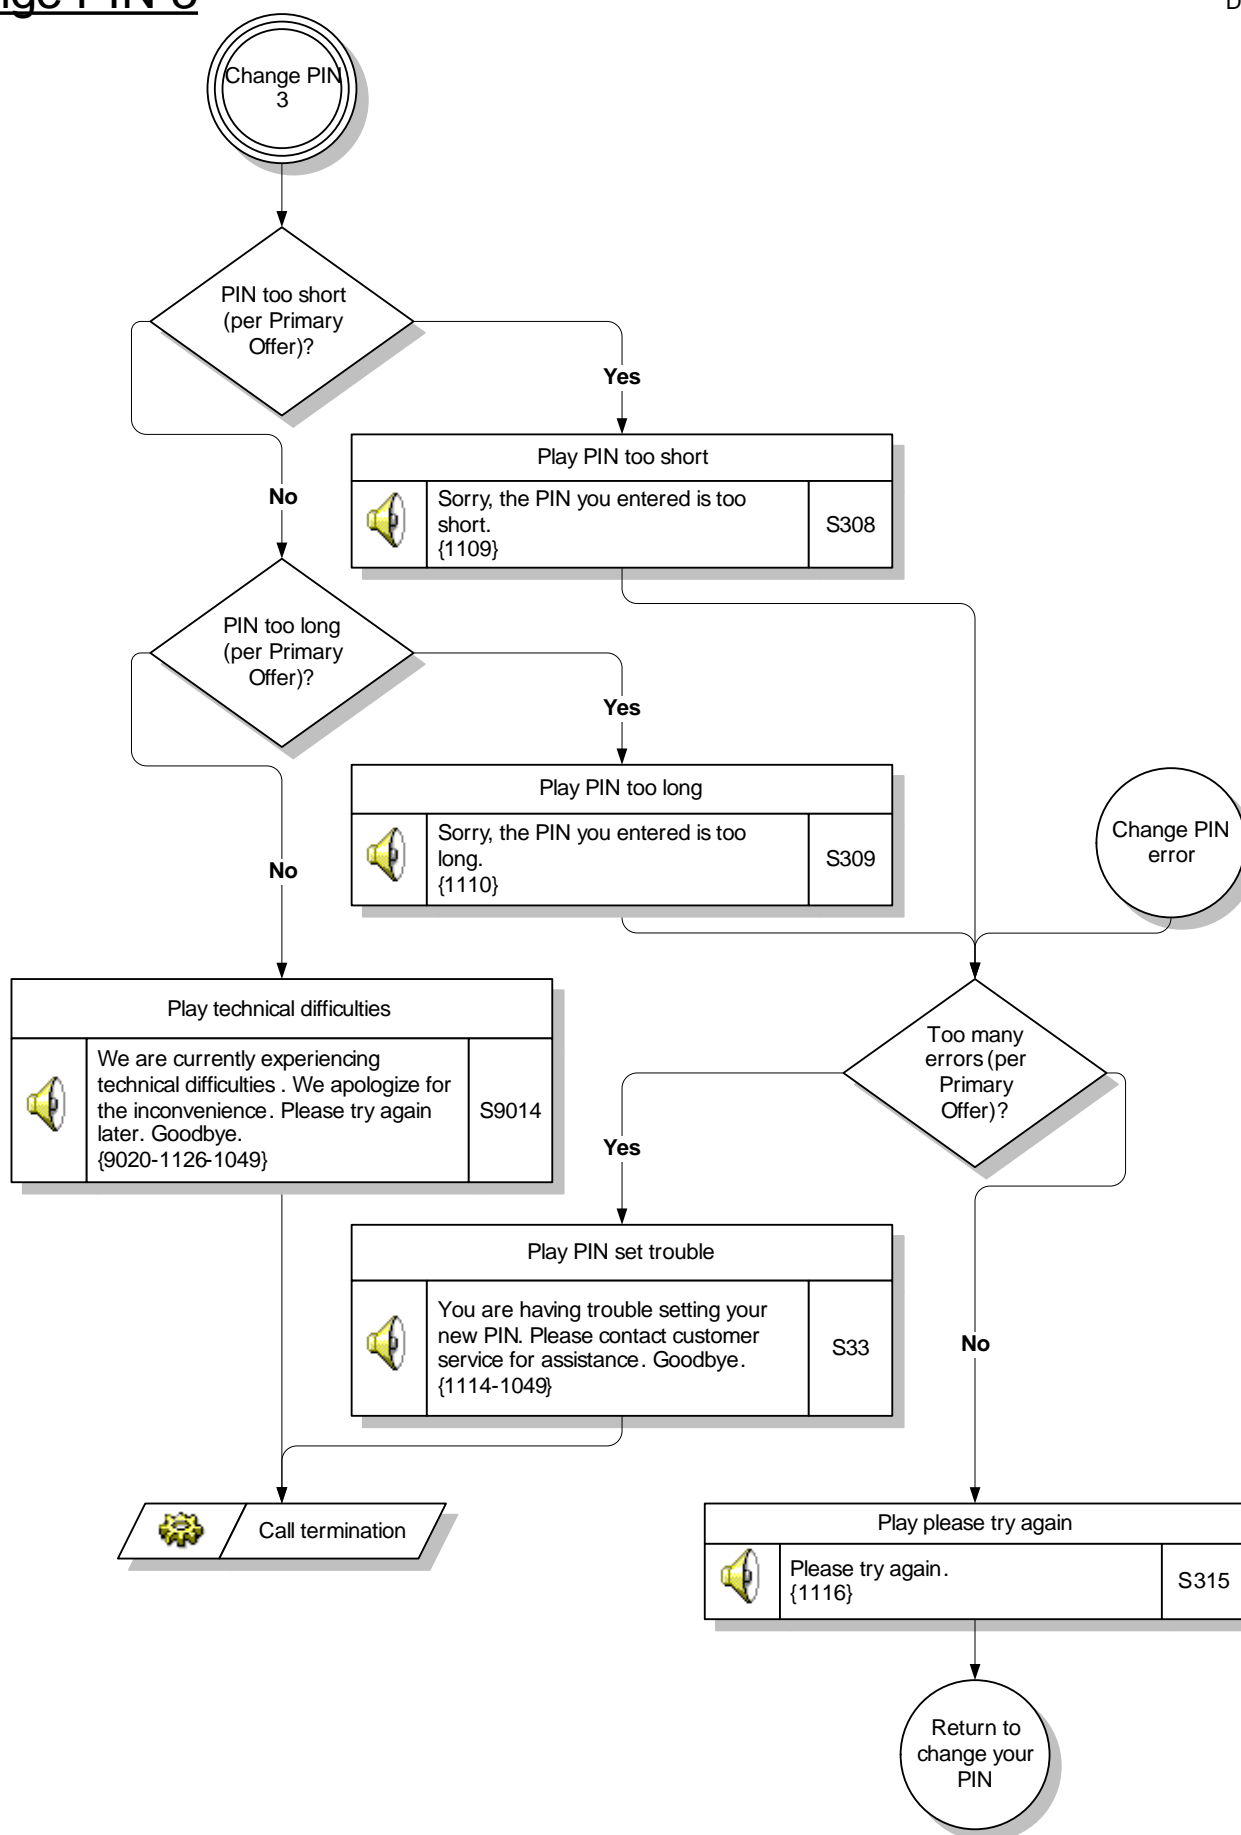 Change PIN
3
PIN too short
(per Primary
Offer)?
Yes
Play PIN too short
Sorry, the PIN you entered is too
short.
{1109}
S308
No
PIN too long
(per Primary
Offer)?
Yes
Play PIN too long
Sorry, the PIN you entered is too
long.
{1110}
S309
Change PIN
error
No
Play technical difficulties
We are currently experiencing
technical difficulties. We apologize for
the inconvenience. Please try again
later. Goodbye.
{9020-1126-1049}
S9014
Too many
errors (per
Primary
Offer)?
Yes
Play PIN set trouble
You are having trouble setting your
new PIN. Please contact customer
service for assistance. Goodbye.
{1114-1049}
S33
No
Call termination
Play please try again
Please try again.
{1116}
S315
Return to
change your
PIN